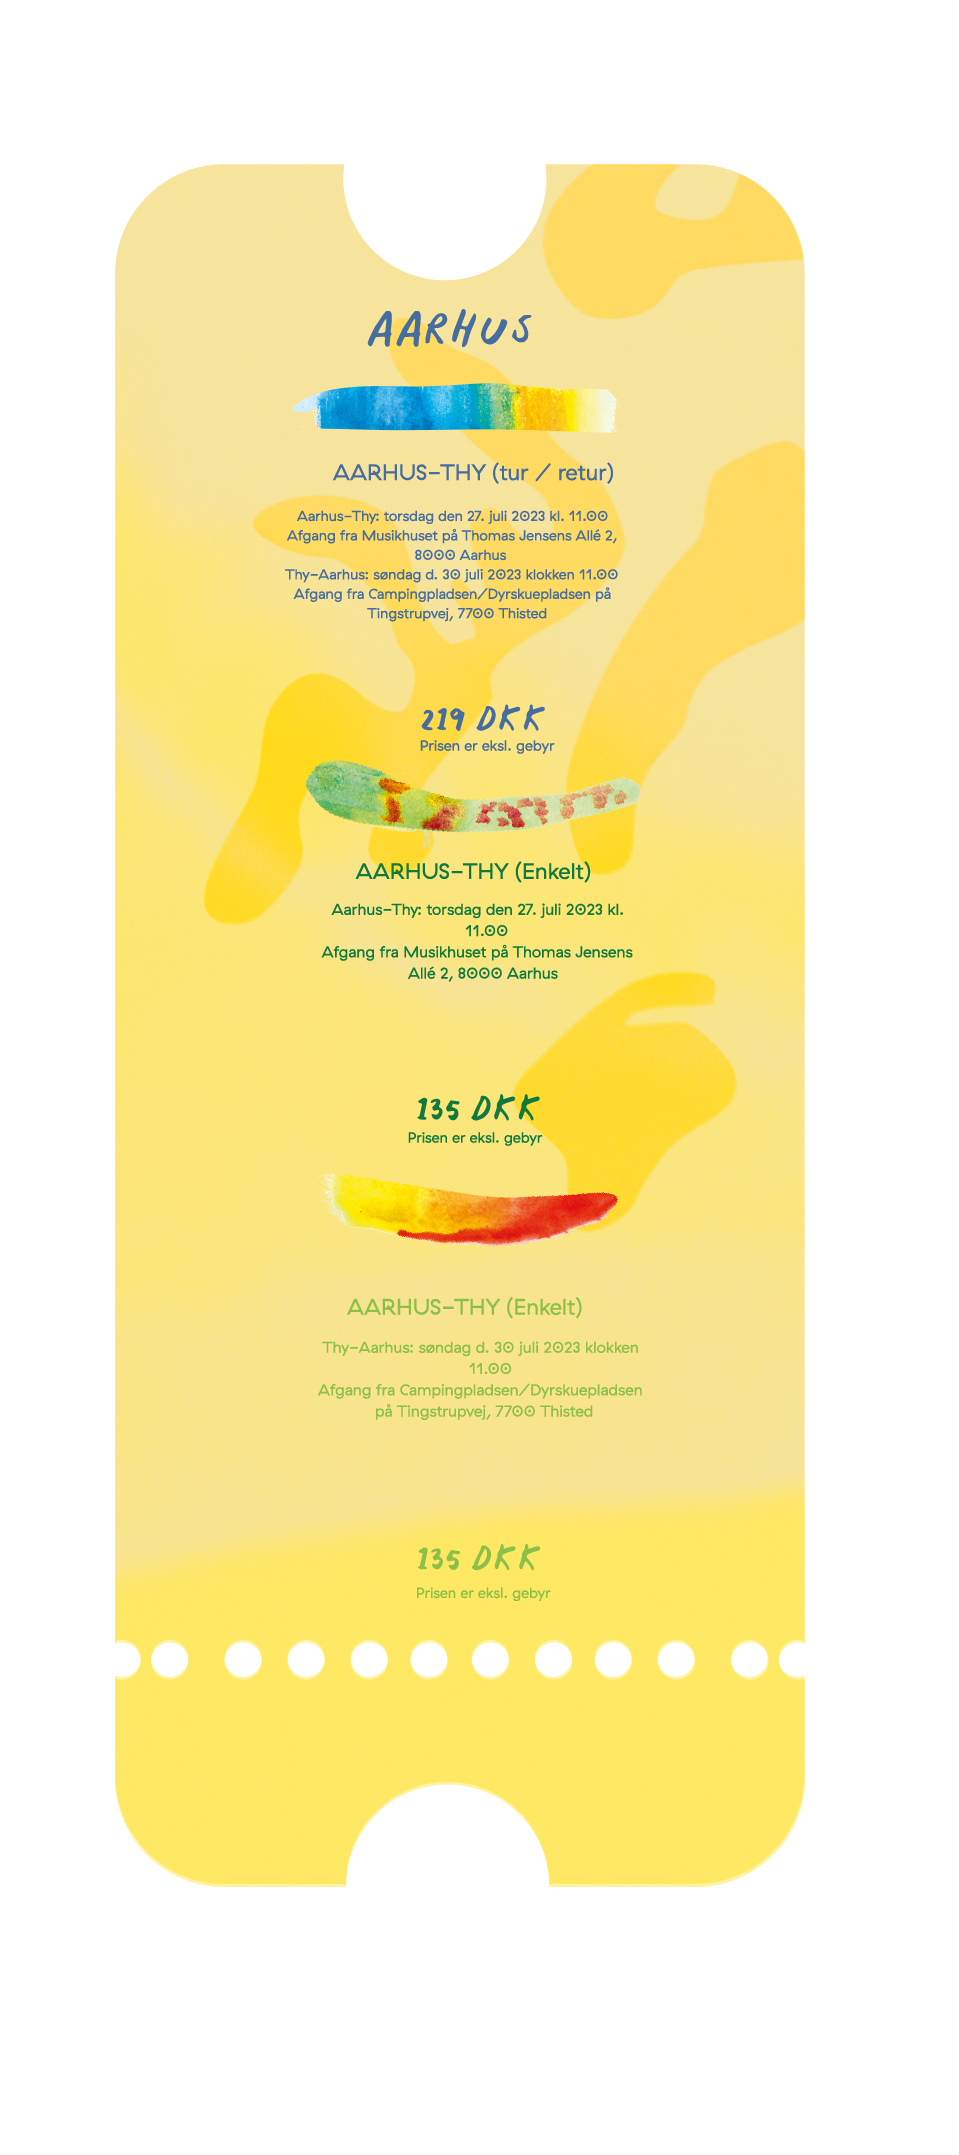 AARHUS
AARHUS-THY (tur / retur)
Aarhus-Thy: torsdag den 27. juli 2023 kl. 11.00
Afgang fra Musikhuset på Thomas Jensens Allé 2,
8000 Aarhus
Thy-Aarhus: søndag d. 30 juli 2023 klokken 11.00
Afgang fra Campingpladsen/Dyrskuepladsen på
Tingstrupvej, 7700 Thisted
219 DKK
Prisen er eksl. gebyr
AARHUS-THY (Enkelt)
Aarhus-Thy: torsdag den 27. juli 2023 kl.
11.00
Afgang fra Musikhuset på Thomas Jensens
Allé 2, 8000 Aarhus
135 DKK
Prisen er eksl. gebyr
AARHUS-THY (Enkelt)
Thy-Aarhus: søndag d. 30 juli 2023 klokken
11.00
Afgang fra Campingpladsen/Dyrskuepladsen
på Tingstrupvej, 7700 Thisted
135 DKK
Prisen er eksl. gebyr